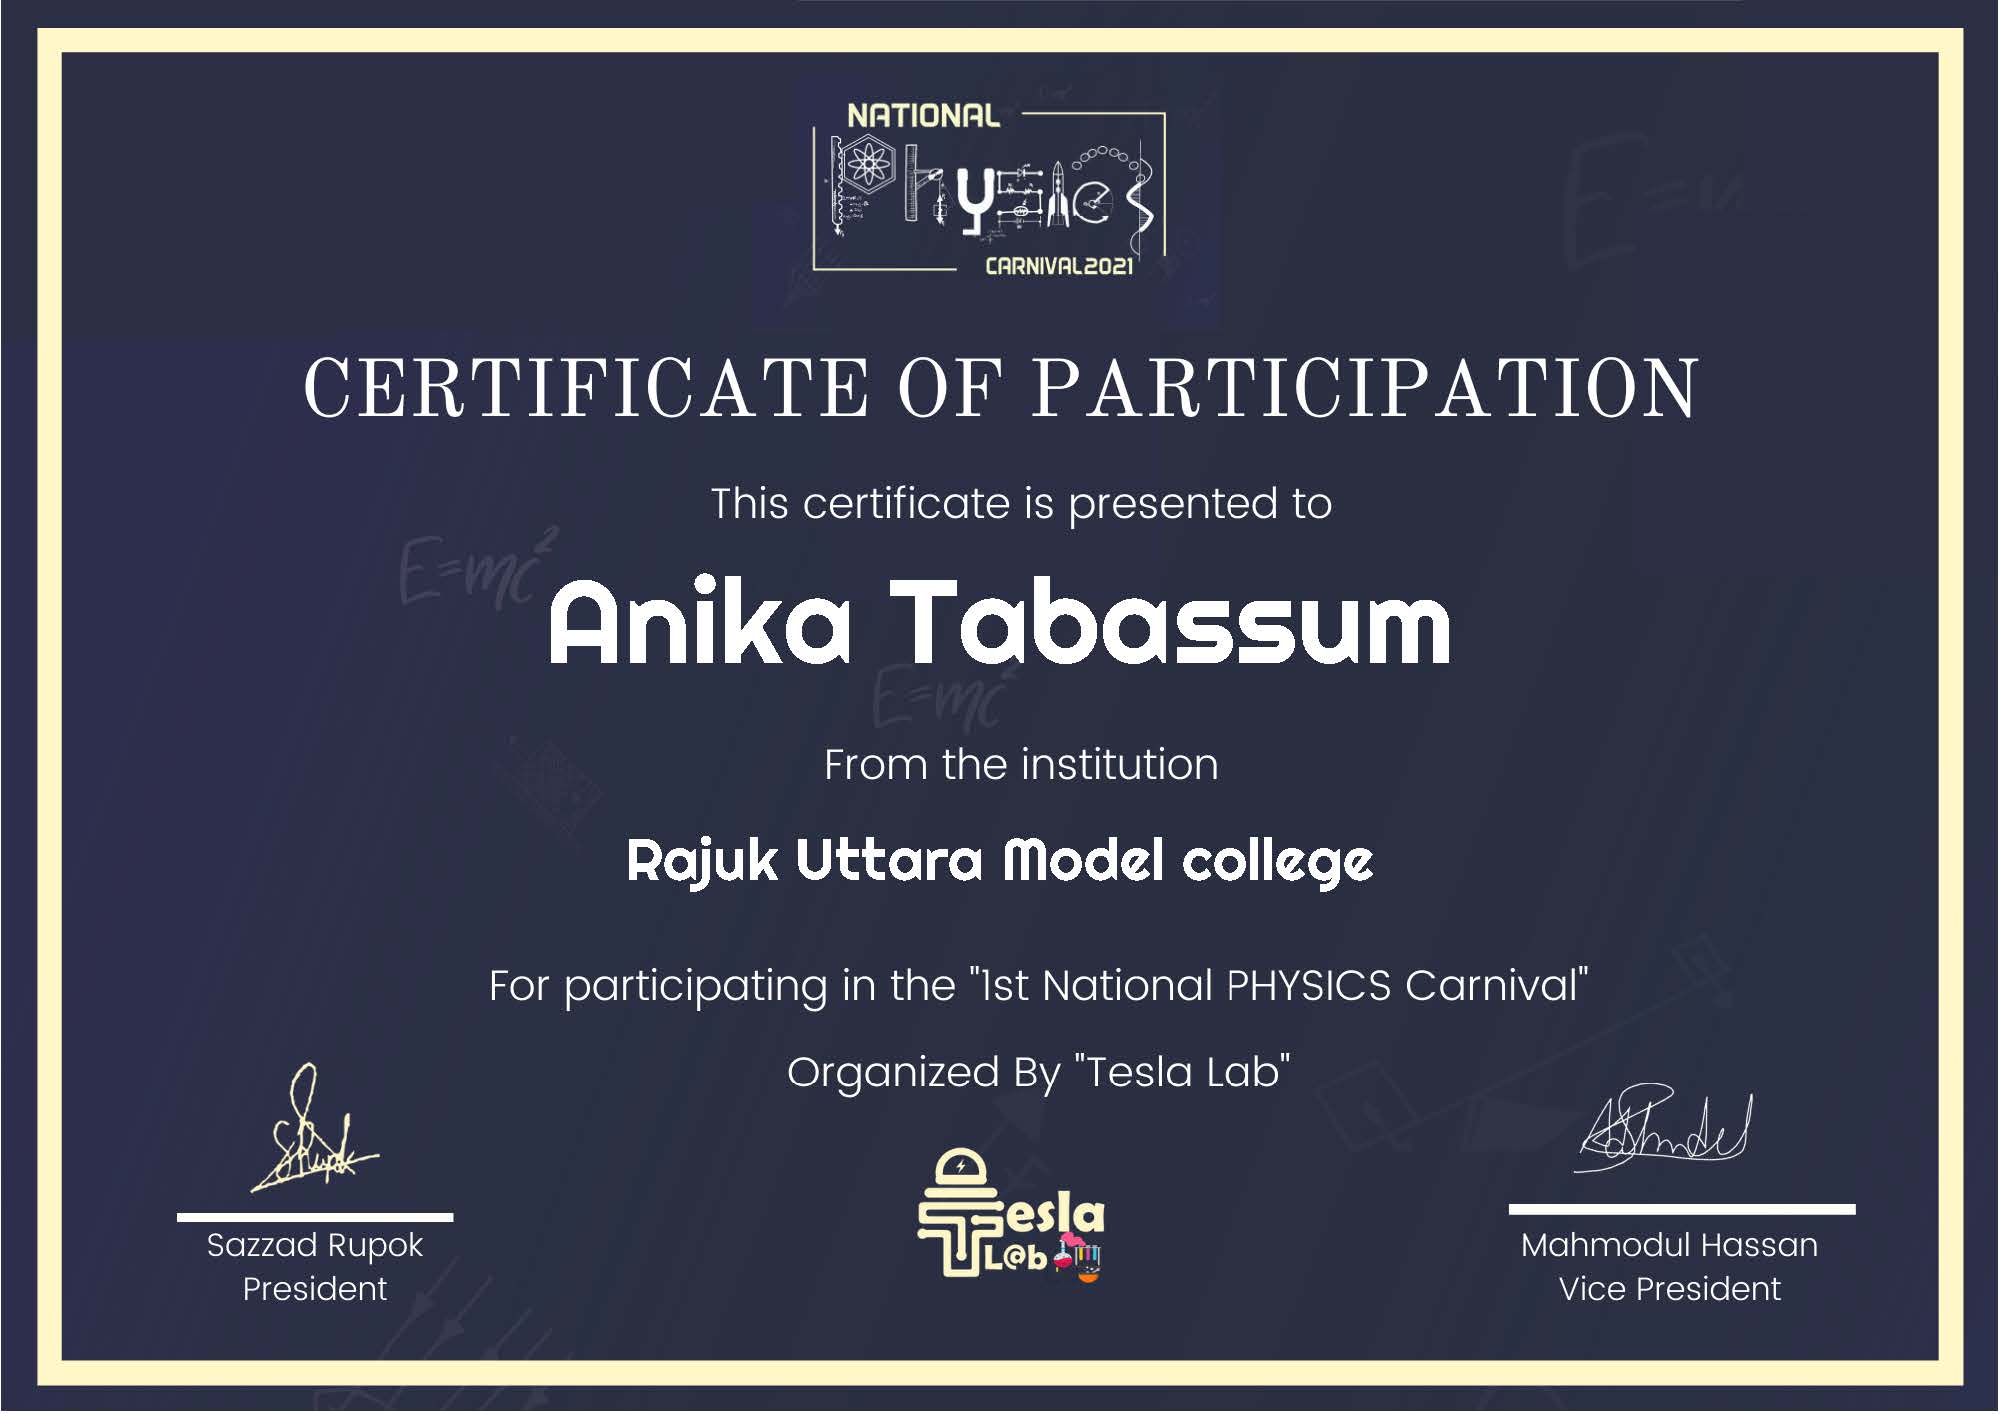 NATIONAL
PHYSICS
CARNIVAL2021
CERTIFICATE OF PARTICIPATION
This certificate is presented to
E=mc²
Anika Tabassum
E=mc²
From the institution
Rajuk Uttara Model college
For participating in the "1st National PHYSICS Carnival"
Organized By "Tesla Lab"
Tesla
L@b
Sazzad Rupok
President
Mahmodul Hassan
Vice President